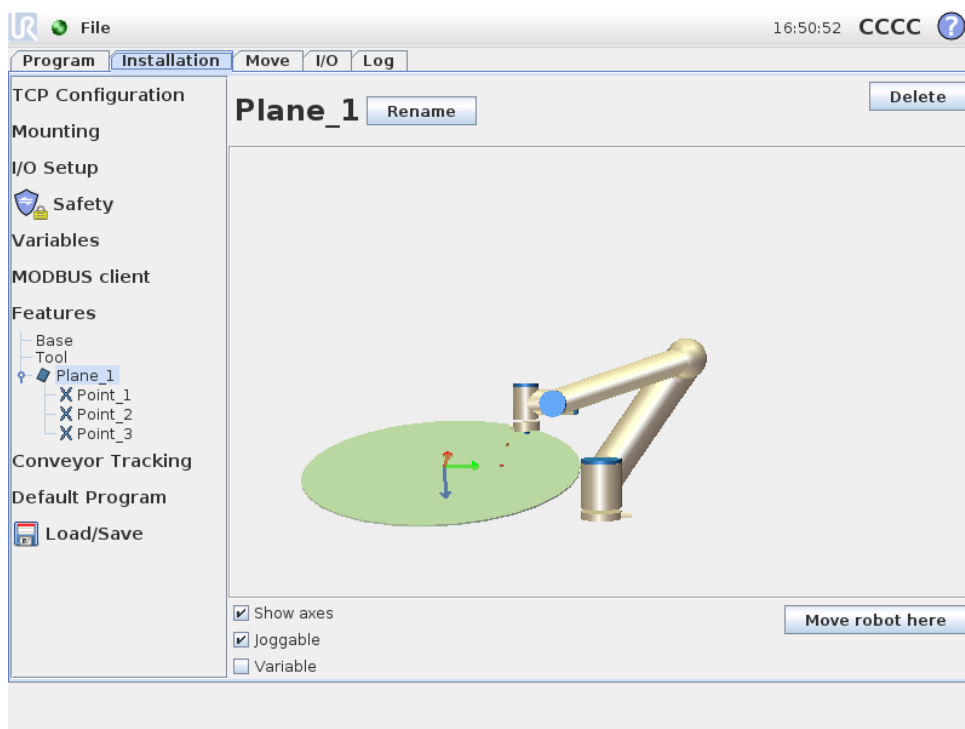 UR File 16:50:52 CCCC ?
Program Installation Move I/O Log
TCP Configuration
Plane_1 Rename Delete
Mounting
I/O Setup
Safety
Variables
MODBUS client
Features
Base
Tool
Plane_1
Point_1
Point_2
Point_3
Conveyor Tracking
Default Program
Load/Save
Show axes
Joggable
Variable
Move robot here